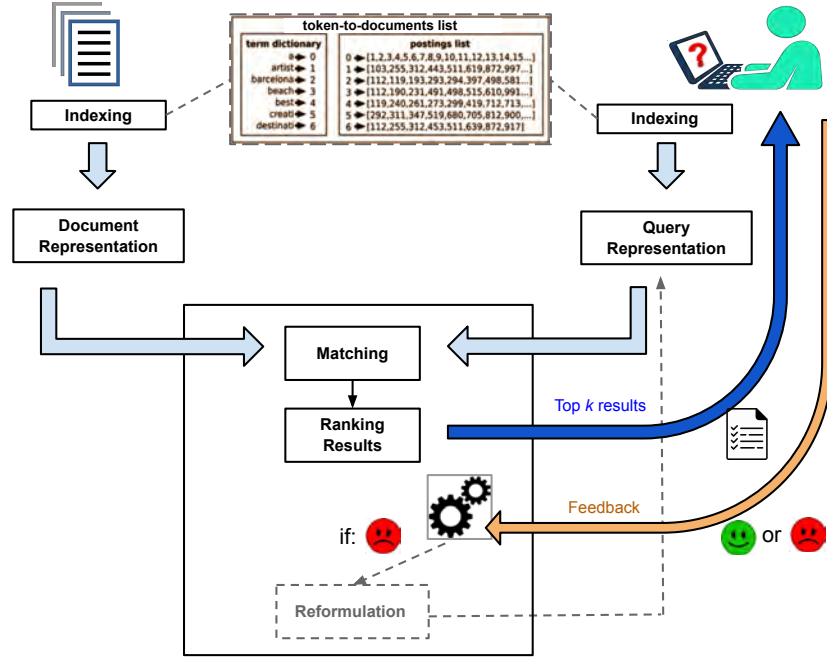 token-to-documents list
term dictionary
a 0
artist 1
barcelona 2
beach 3
best 4
creati 5
destinati 6
postings list
0 [1,2,3,4,5,6,7,8,9,10,11,12,13,14,15...]
1 [103,255,312,443,511,619,872,997,...]
2 [112,119,193,293,294,397,498,581...]
3 [112,190,231,491,498,515,610,991...]
4 [119,240,261,273,299,419,712,713,...]
5 [292,311,347,519,680,705,812,900,...]
6 [112,255,312,453,511,639,872,917]
?
Indexing
Indexing
Document
Representation
Query
Representation
Matching
Ranking
Results
Top k results
Feedback
if:
or
Reformulation